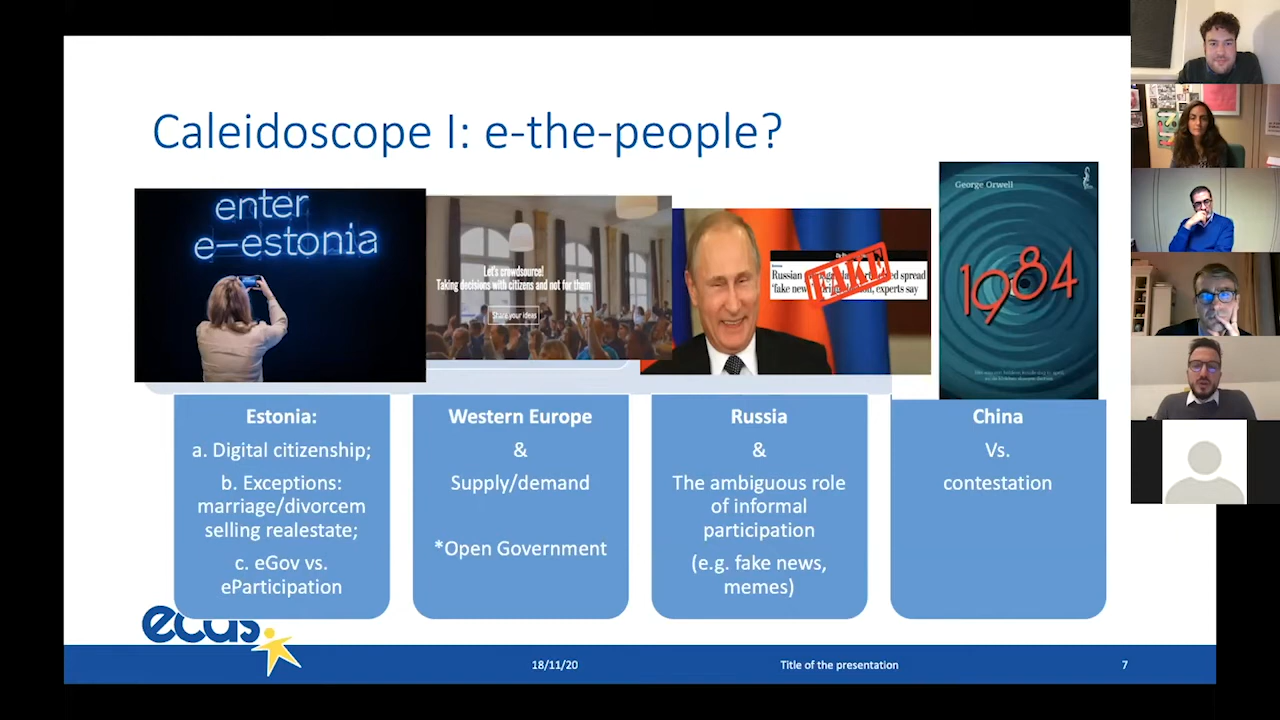 Caleidoscope I: e-the-people?
enter
e-estonia
Let's crowdsource!
Taking decisions with citizens and not for them
Share your ideas
Russian
spread
'fake new
experts say
FAKE
George Orwell
1984
Estonia:
a. Digital citizenship;
b. Exceptions:
marriage/divorcem
selling realestate;
c. eGov vs.
eParticipation
Western Europe
&
Supply/demand
*Open Government
Russia
&
The ambiguous role
of informal
participation
(e.g. fake news,
memes)
China
Vs.
contestation
ecas
18/11/20
Title of the presentation
7